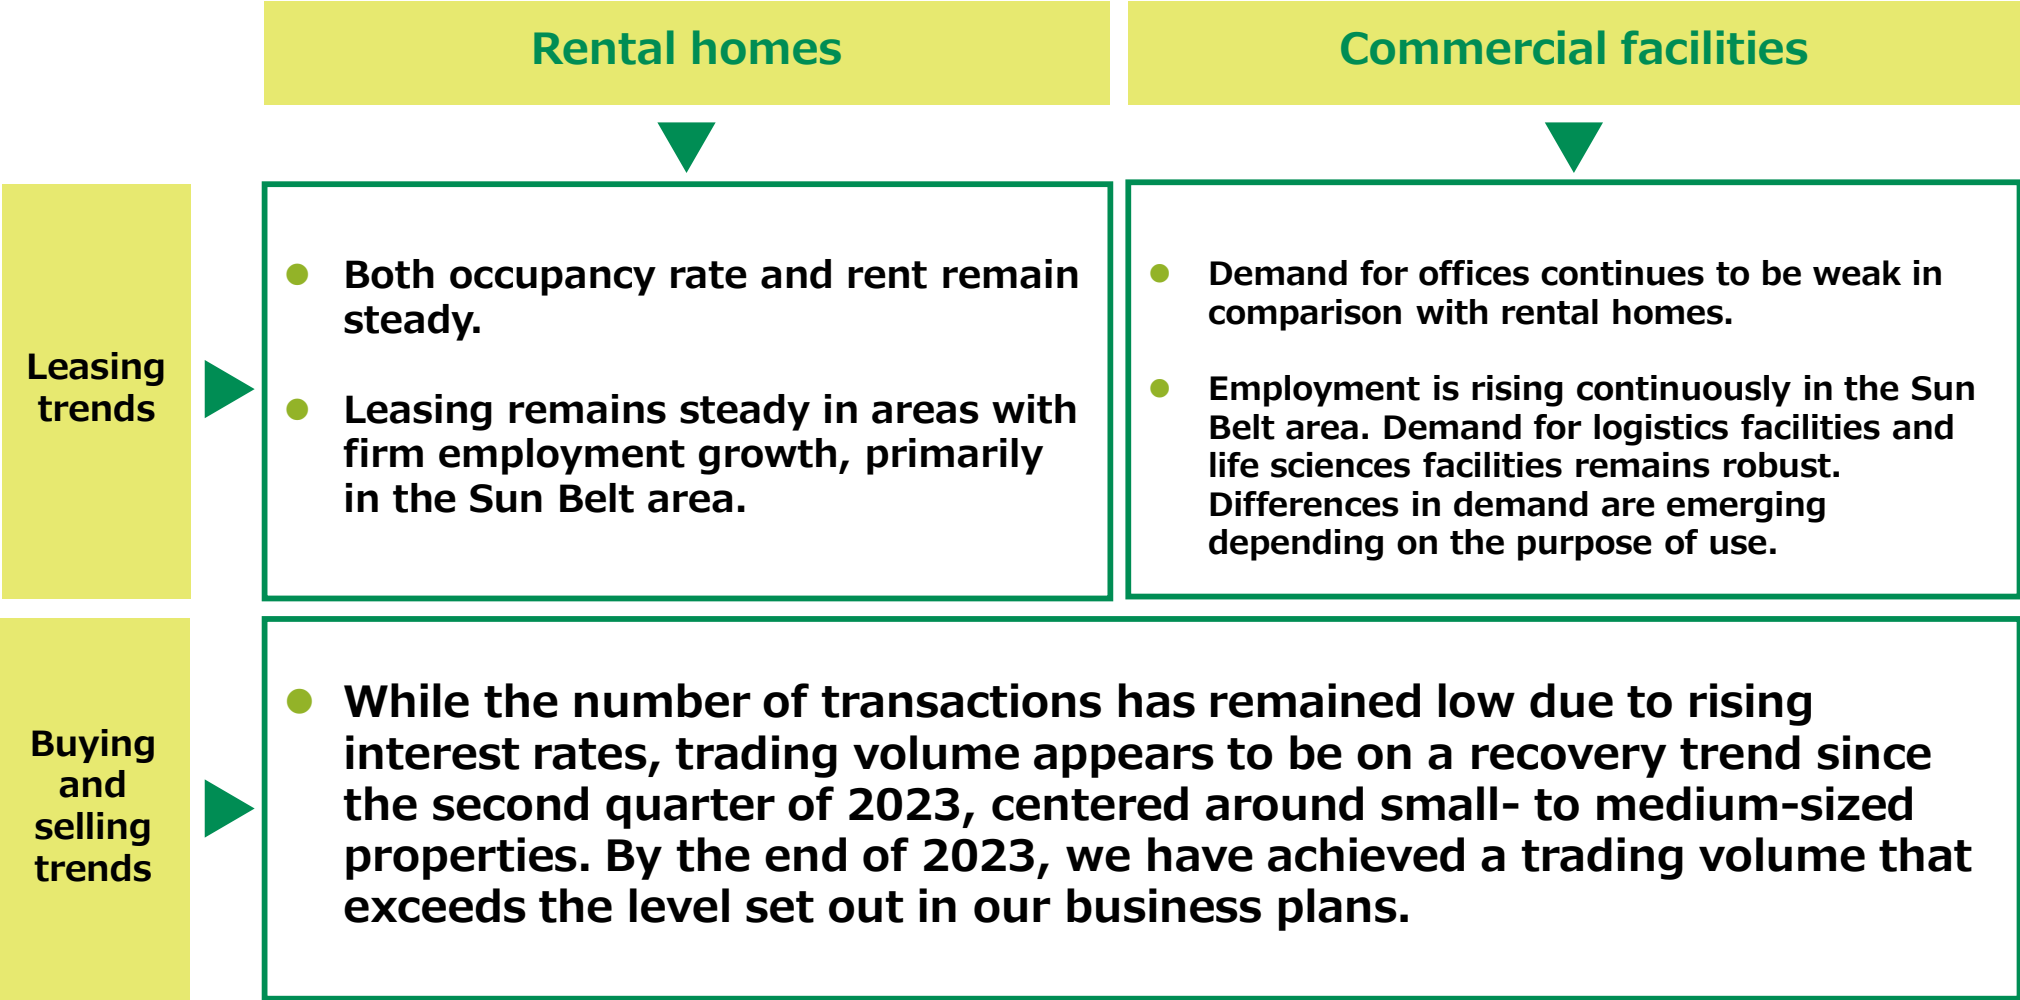 Rental homes
Commercial facilities
Leasing
trends
Both occupancy rate and rent remain
steady.
Leasing remains steady in areas with
firm employment growth, primarily
in the Sun Belt area.
Demand for offices continues to be weak in
comparison with rental homes.
Employment is rising continuously in the Sun
Belt area. Demand for logistics facilities and
life sciences facilities remains robust.
Differences in demand are emerging
depending on the purpose of use.
Buying
and
selling
trends
While the number of transactions has remained low due to rising
interest rates, trading volume appears to be on a recovery trend since
the second quarter of 2023, centered around small- to medium-sized
properties. By the end of 2023, we have achieved a trading volume that
exceeds the level set out in our business plans.